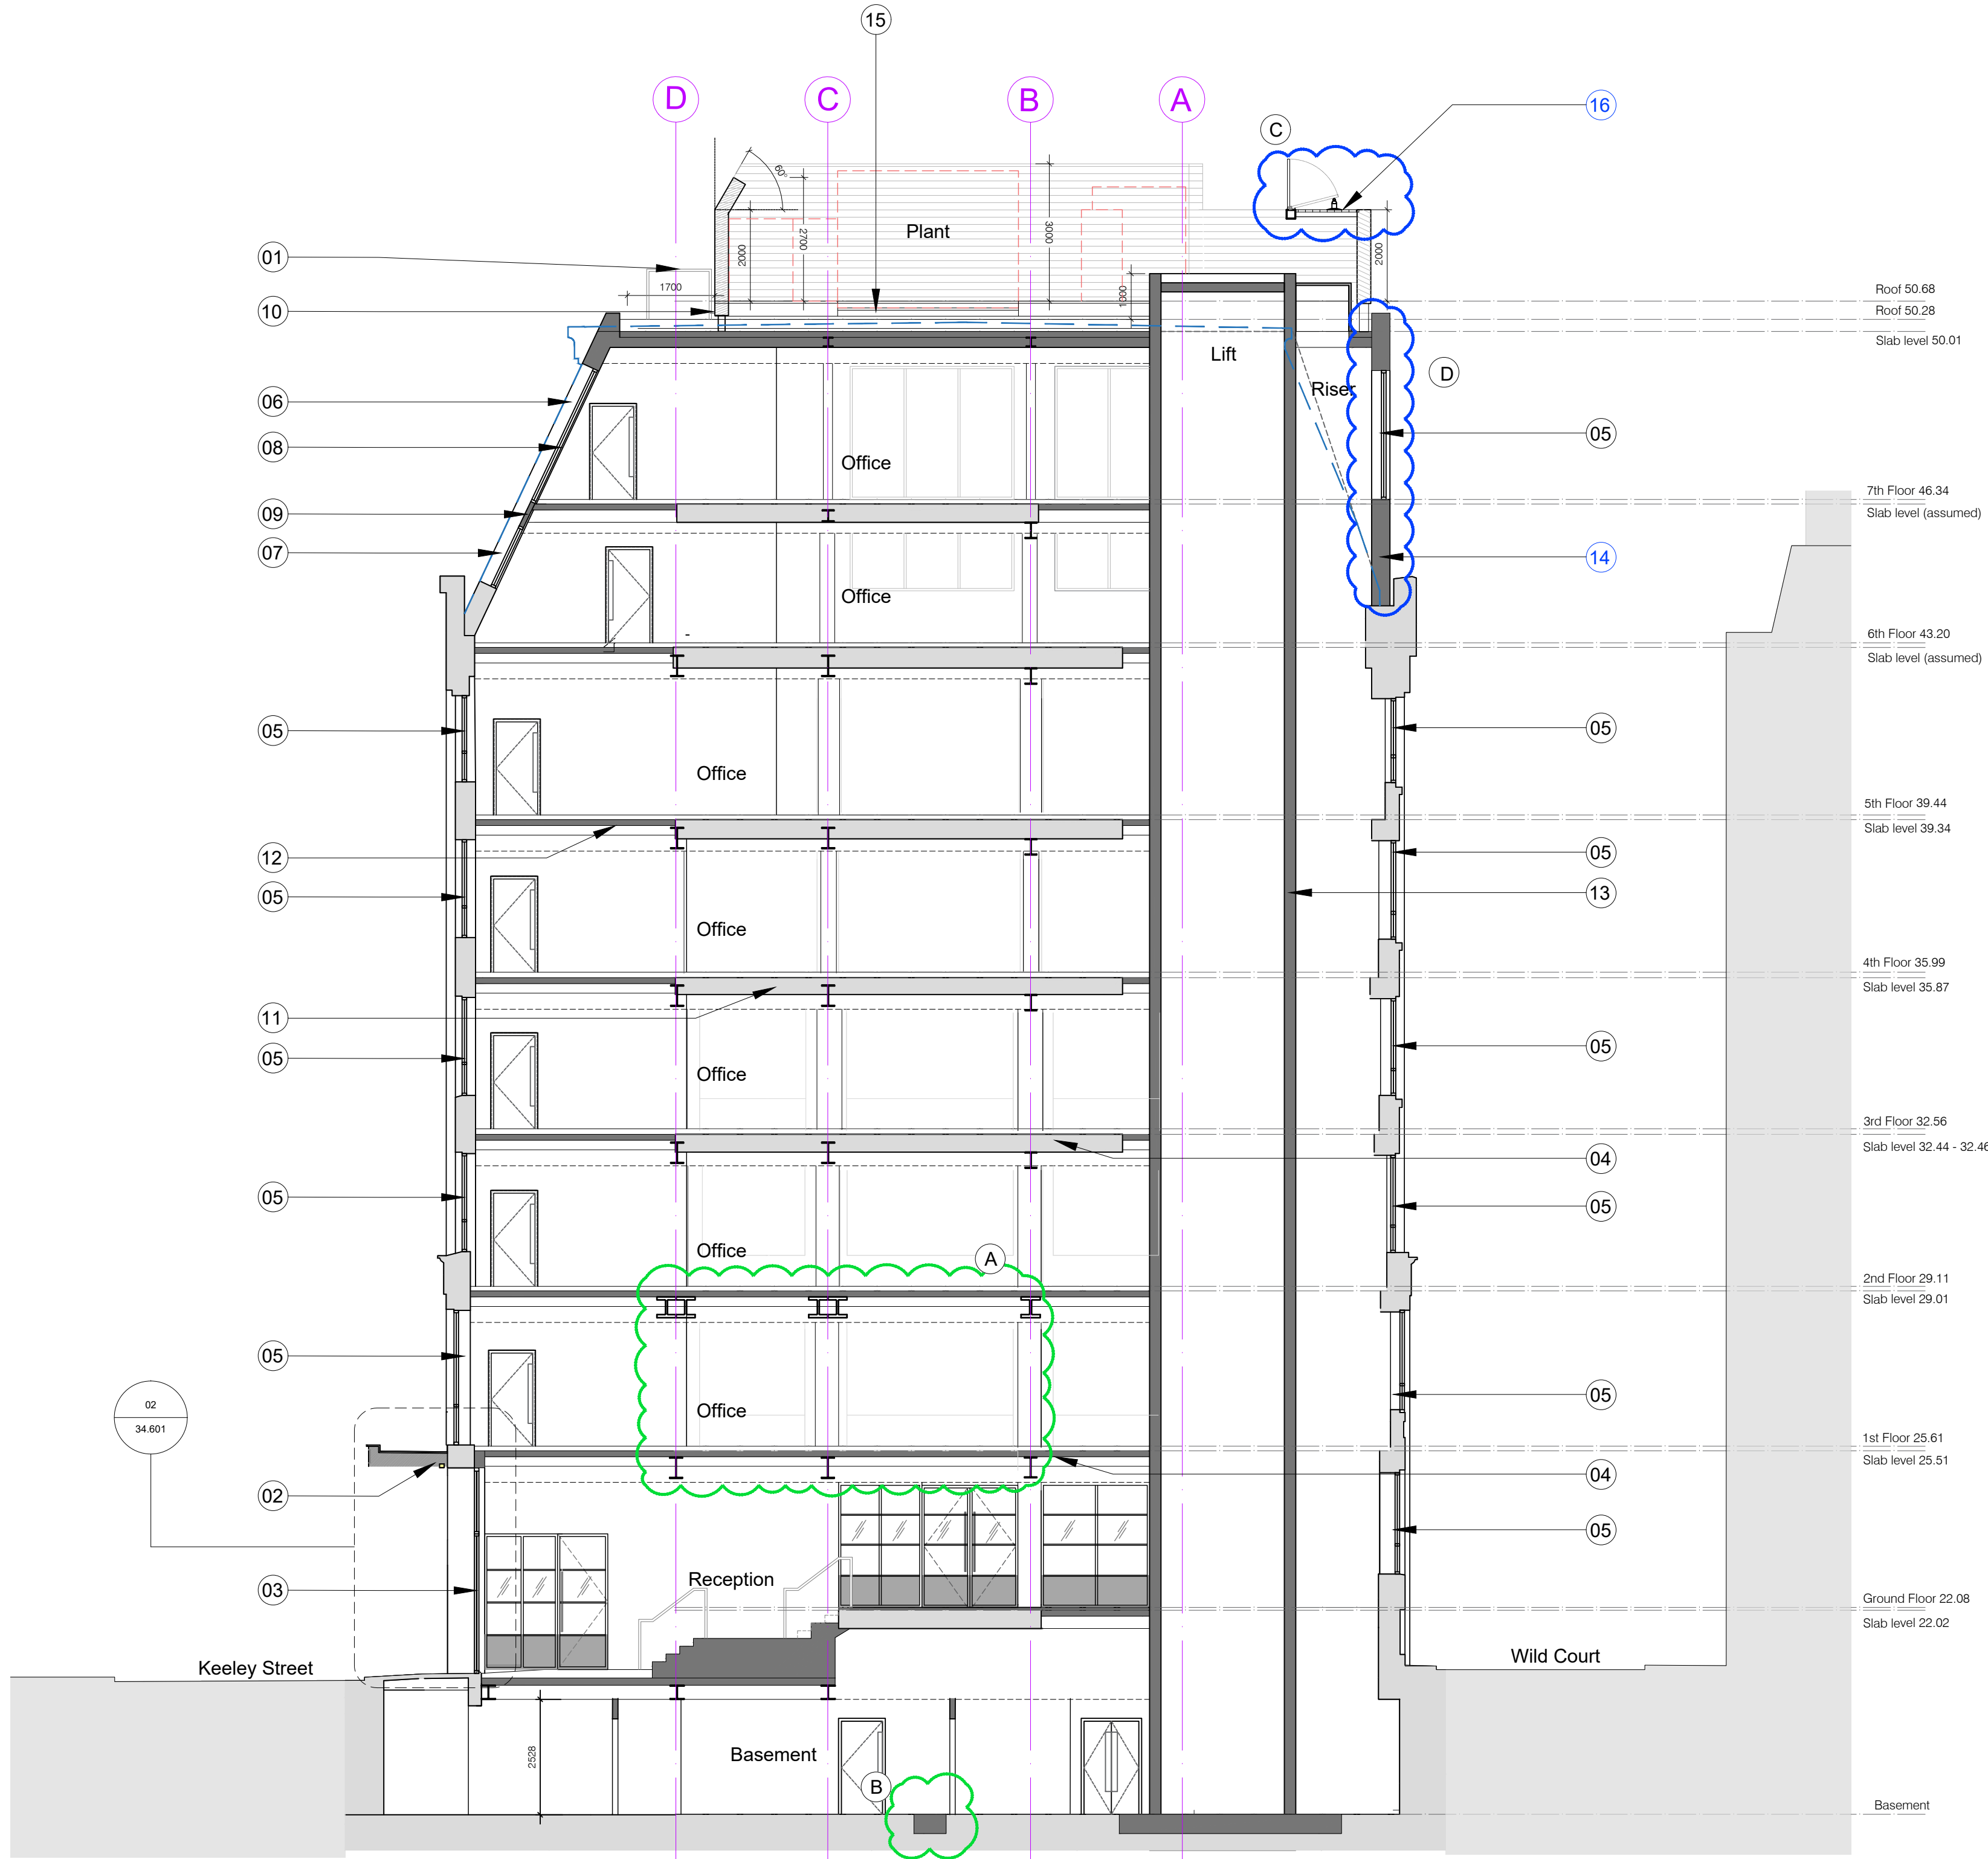 15
D
C
B
A
C
16
60°
2700
3000
2000
2000
Plant
01
1700
1000
10
Roof 50.68
Roof 50.28
Slab level 50.01
Lift
Riser
D
06
08
05
Office
09
7th Floor 46.34
Slab level (assumed)
07
14
Office
6th Floor 43.20
Slab level (assumed)
05
05
Office
5th Floor 39.44
Slab level 39.34
12
05
05
13
Office
4th Floor 35.99
Slab level 35.87
11
05
05
Office
3rd Floor 32.56
Slab level 32.44 - 32.46
04
05
05
Office
A
2nd Floor 29.11
Slab level 29.01
05
05
02
34.601
Office
1st Floor 25.61
Slab level 25.51
04
02
05
Reception
03
Ground Floor 22.08
Slab level 22.02
Keeley Street
Wild Court
2528
Basement
B
Basement